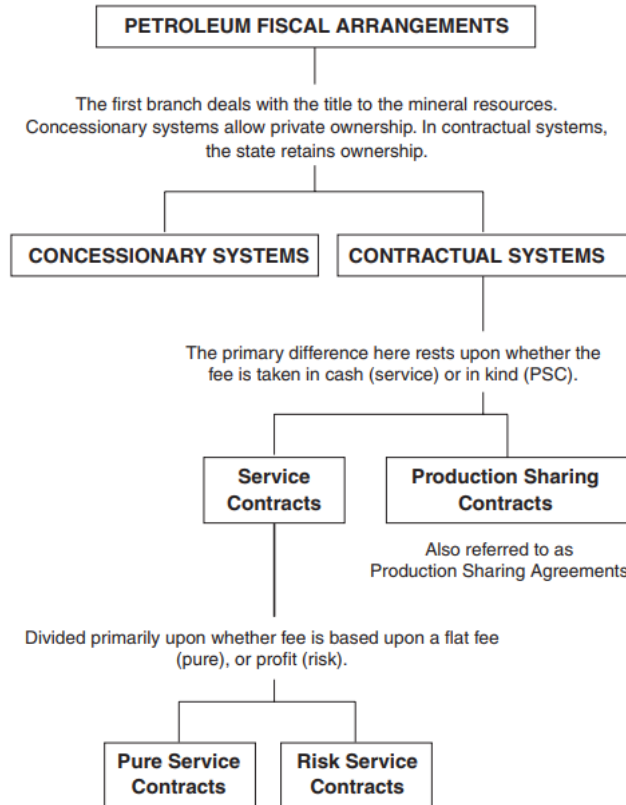 PETROLEUM FISCAL ARRANGEMENTS
The first branch deals with the title to the mineral resources.
Concessionary systems allow private ownership. In contractual systems,
the state retains ownership.
CONCESSIONARY SYSTEMS
CONTRACTUAL SYSTEMS
The primary difference here rests upon whether the
fee is taken in cash (service) or in kind (PSC).
Service
Contracts
Production Sharing
Contracts
Also referred to as
Production Sharing Agreements
Divided primarily upon whether fee is based upon a flat fee
(pure), or profit (risk).
Pure Service
Contracts
Risk Service
Contracts